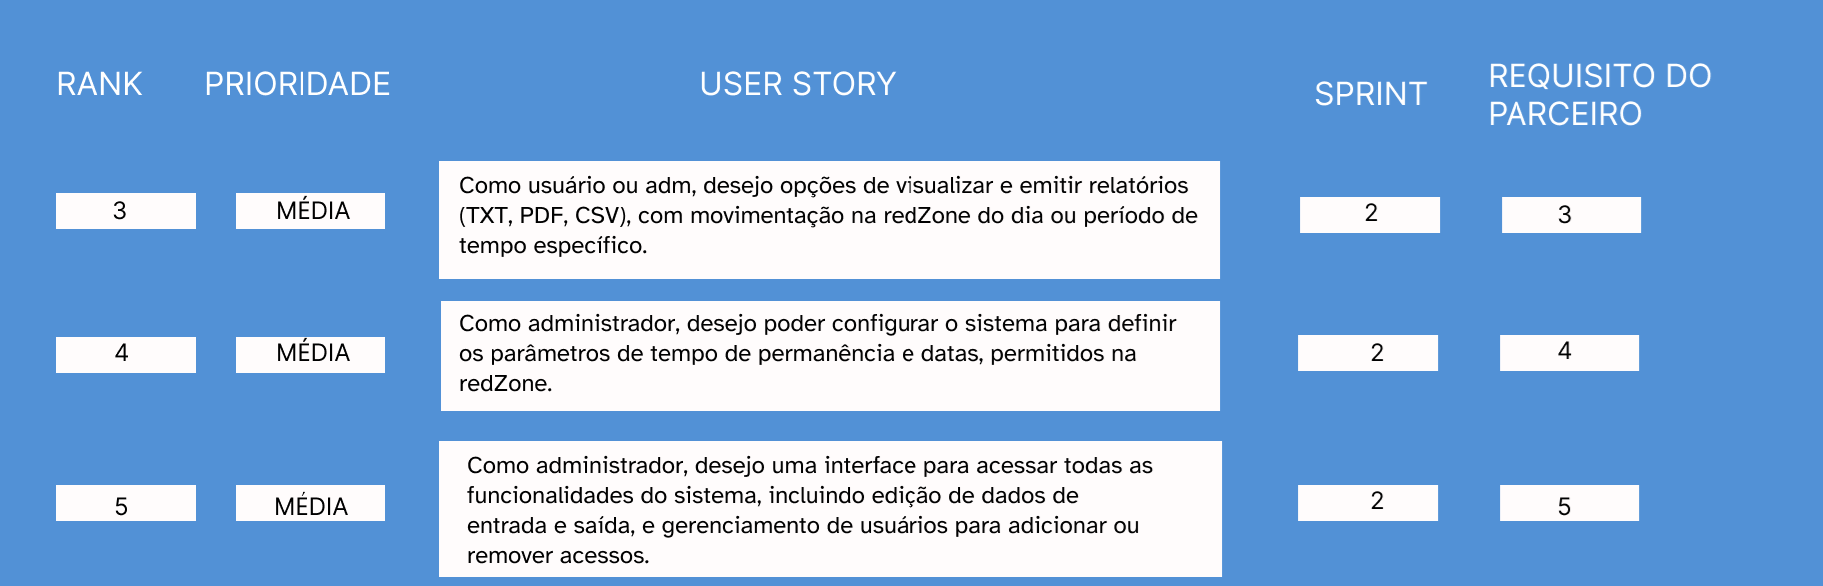 RANK PRIORIDADE USER STORY SPRINT REQUISITO DO
PARCEIRO
3 MÉDIA Como usuário ou adm, desejo opções de visualizar e emitir relatórios
(TXT, PDF, CSV), com movimentação na redZone do dia ou período de
tempo específico. 2 3
4 MÉDIA Como administrador, desejo poder configurar o sistema para definir
os parâmetros de tempo de permanência e datas, permitidos na
redZone. 2 4
5 MÉDIA Como administrador, desejo uma interface para acessar todas as
funcionalidades do sistema, incluindo edição de dados de
entrada e saída, e gerenciamento de usuários para adicionar ou
remover acessos. 2 5